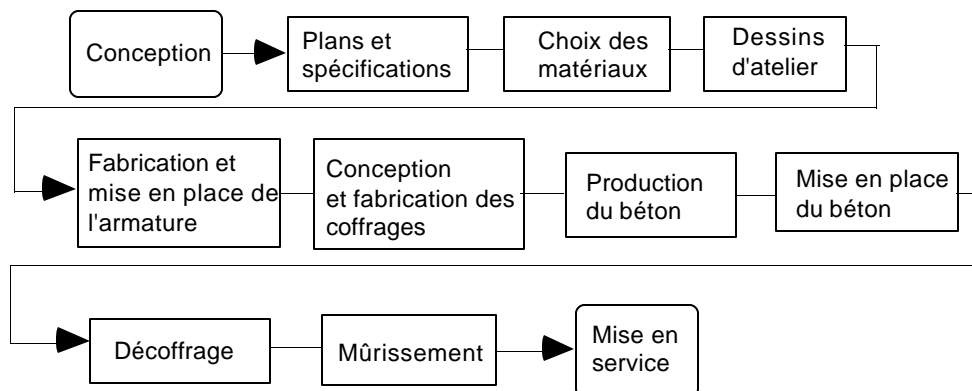 Conception
Plans et
spécifications
Choix des
matériaux
Dessins
d'atelier
Fabrication et
mise en place de
l'armature
Conception
et fabrication des
coffrages
Production
du béton
Mise en place
du béton
Décoffrage
Mûrissement
Mise en
service